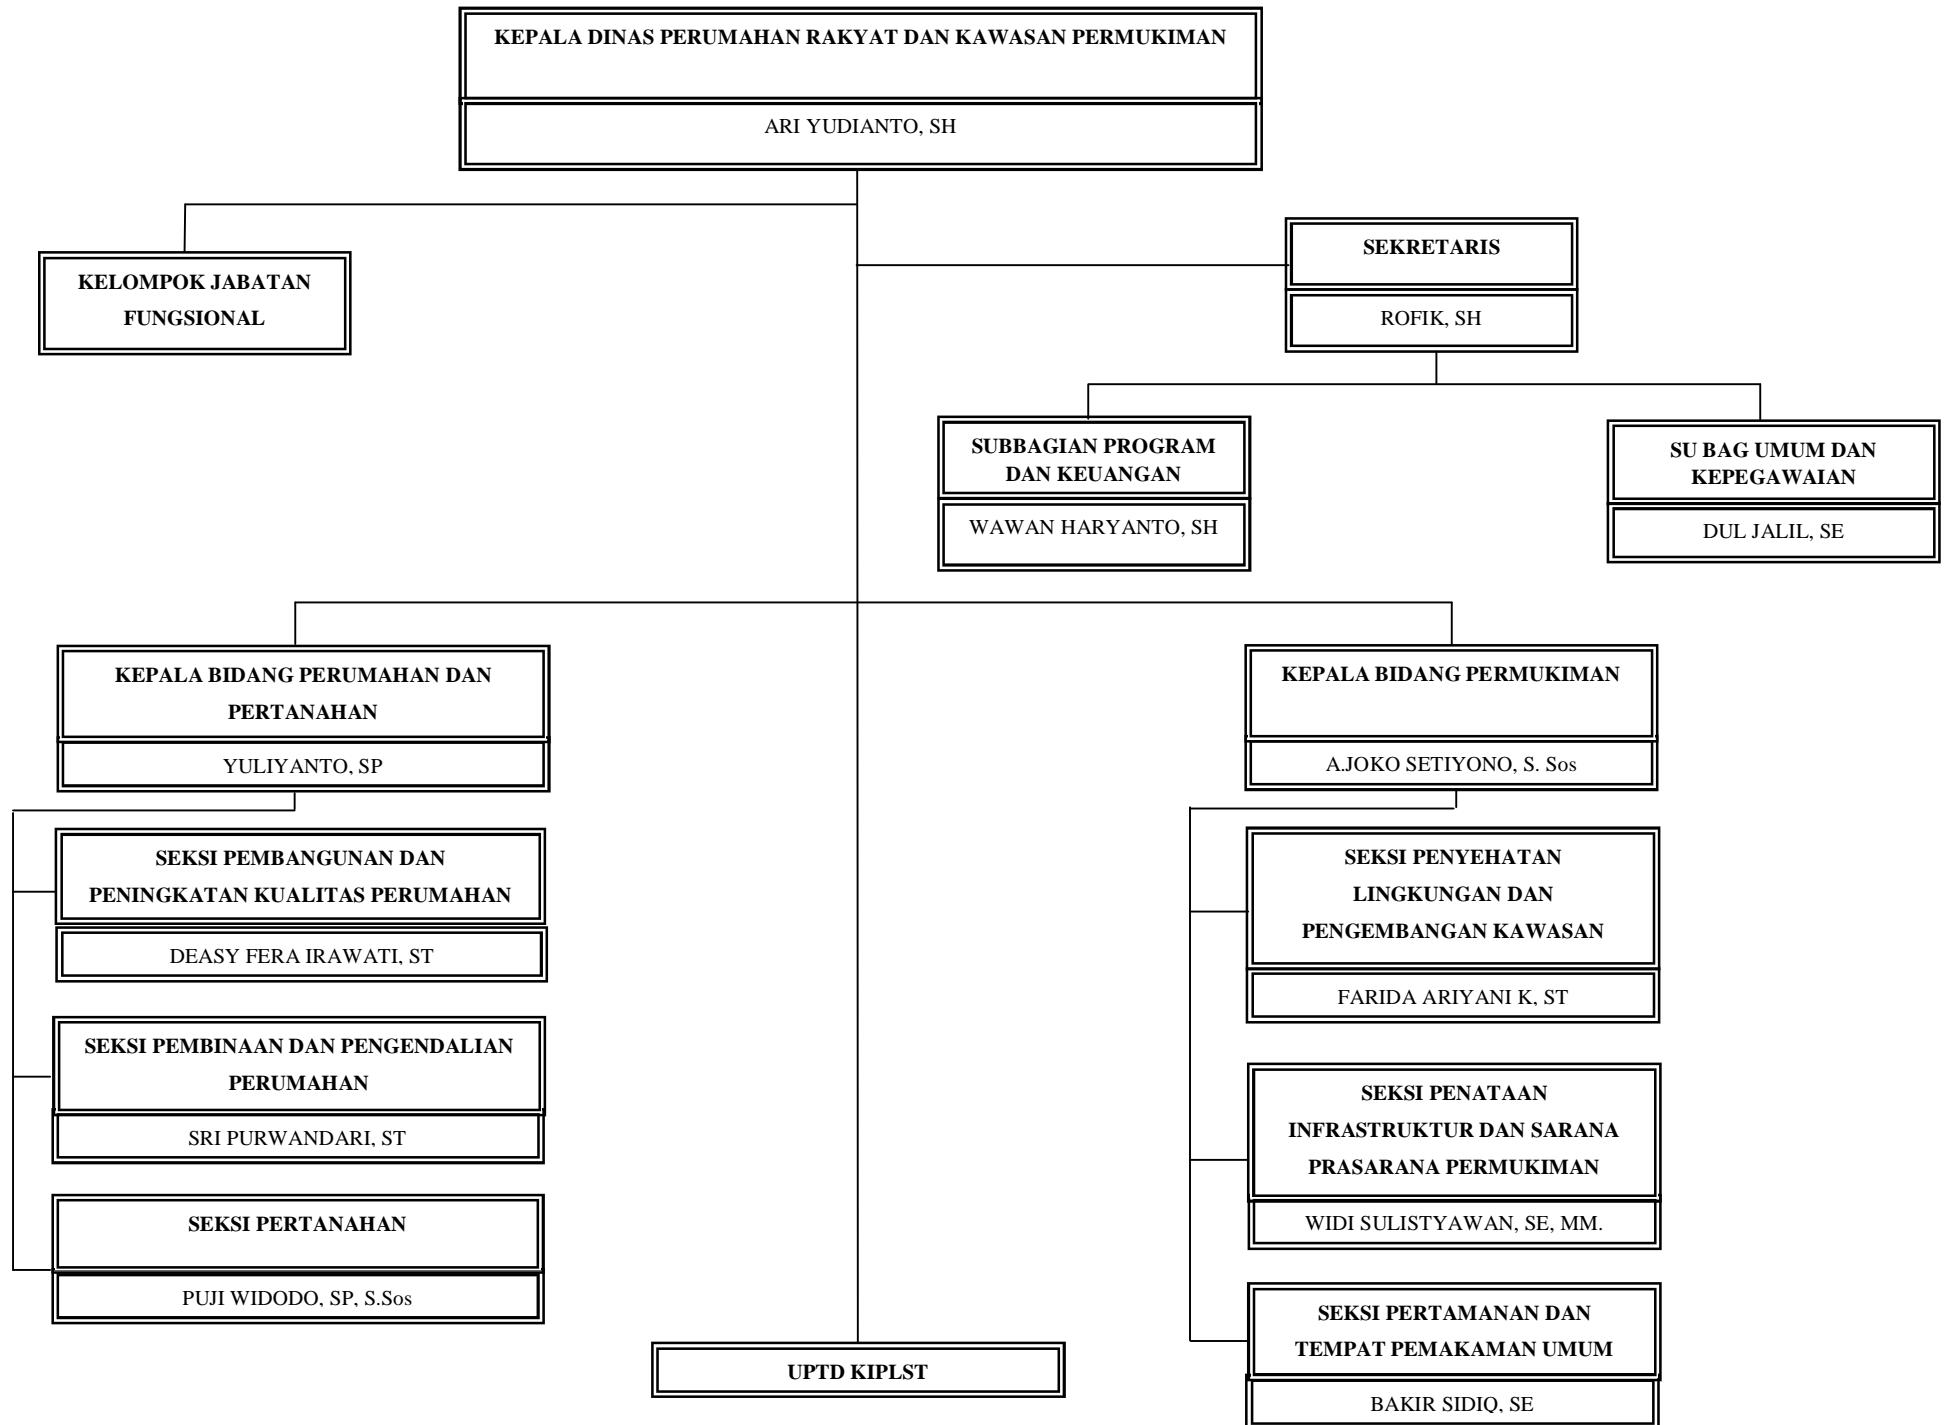 KEPALA DINAS PERUMAHAN RAKYAT DAN KAWASAN PERMUKIMAN
ARI YUDIANTO, SH
KELOMPOK JABATAN
FUNGSIONAL
SEKRETARIS
ROFIK, SH
SUBBAGIAN PROGRAM
DAN KEUANGAN
WAWAN HARYANTO, SH
SU BAG UMUM DAN
KEPEGAWAIAN
DUL JALIL, SE
KEPALA BIDANG PERUMAHAN DAN
PERTANAHAN
YULIYANTO, SP
SEKSI PEMBANGUNAN DAN
PENINGKATAN KUALITAS PERUMAHAN
DEASY FERA IRAWATI, ST
SEKSI PEMBINAAN DAN PENGENDALIAN
PERUMAHAN
SRI PURWANDARI, ST
SEKSI PERTANAHAN
PUJI WIDODO, SP, S.Sos
KEPALA BIDANG PERMUKIMAN
A.JOKO SETIYONO, S. Sos
SEKSI PENYEHATAN
LINGKUNGAN DAN
PENGEMBANGAN KAWASAN
FARIDA ARIYANI K, ST
SEKSI PENATAAN
INFRASTRUKTUR DAN SARANA
PRASARANA PERMUKIMAN
WIDI SULISTYAWAN, SE, MM.
SEKSI PERTAMANAN DAN
TEMPAT PEMAKAMAN UMUM
BAKIR SIDIQ, SE
UPTD KIPLST